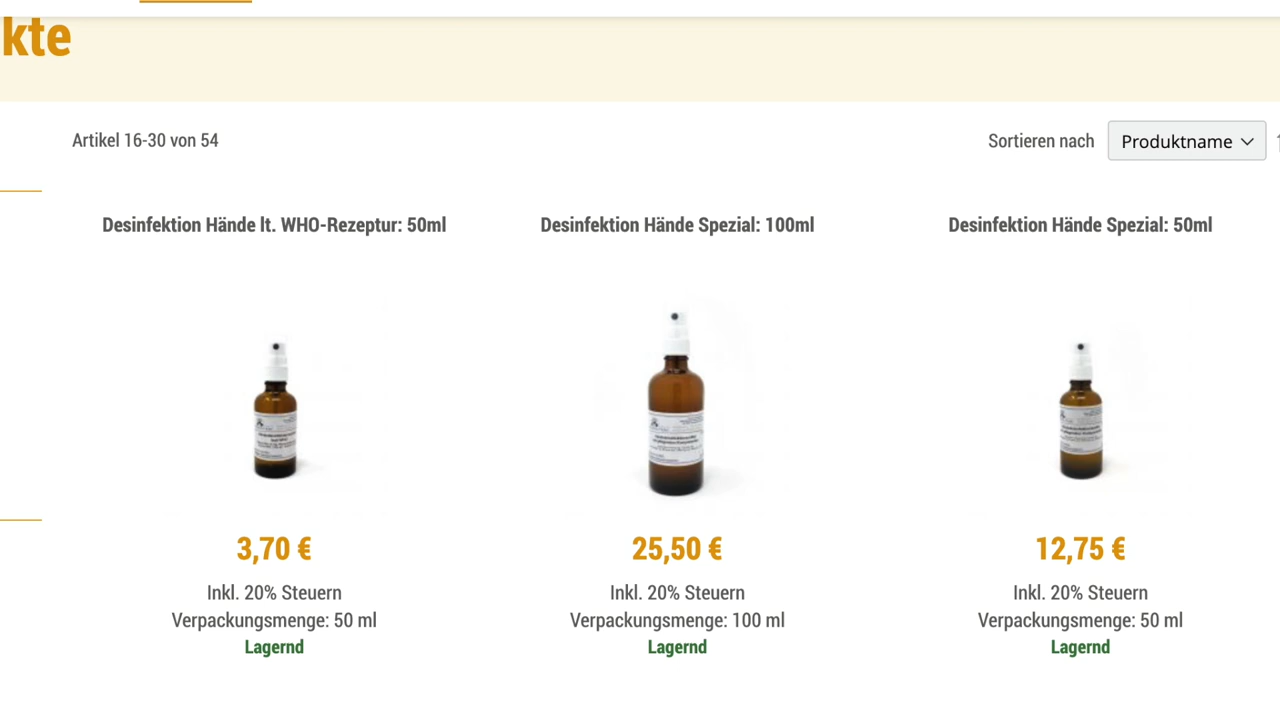 kte
Artikel 16-30 von 54
Sortieren nach
Produktname
Desinfektion Hände lt. WHO-Rezeptur: 50ml
Desinfektion Hände Spezial: 100ml
Desinfektion Hände Spezial: 50ml
3,70 €
25,50 €
12,75 €
Inkl. 20% Steuern
Inkl. 20% Steuern
Inkl. 20% Steuern
Verpackungsmenge: 50 ml
Verpackungsmenge: 100 ml
Verpackungsmenge: 50 ml
Lagernd
Lagernd
Lagernd